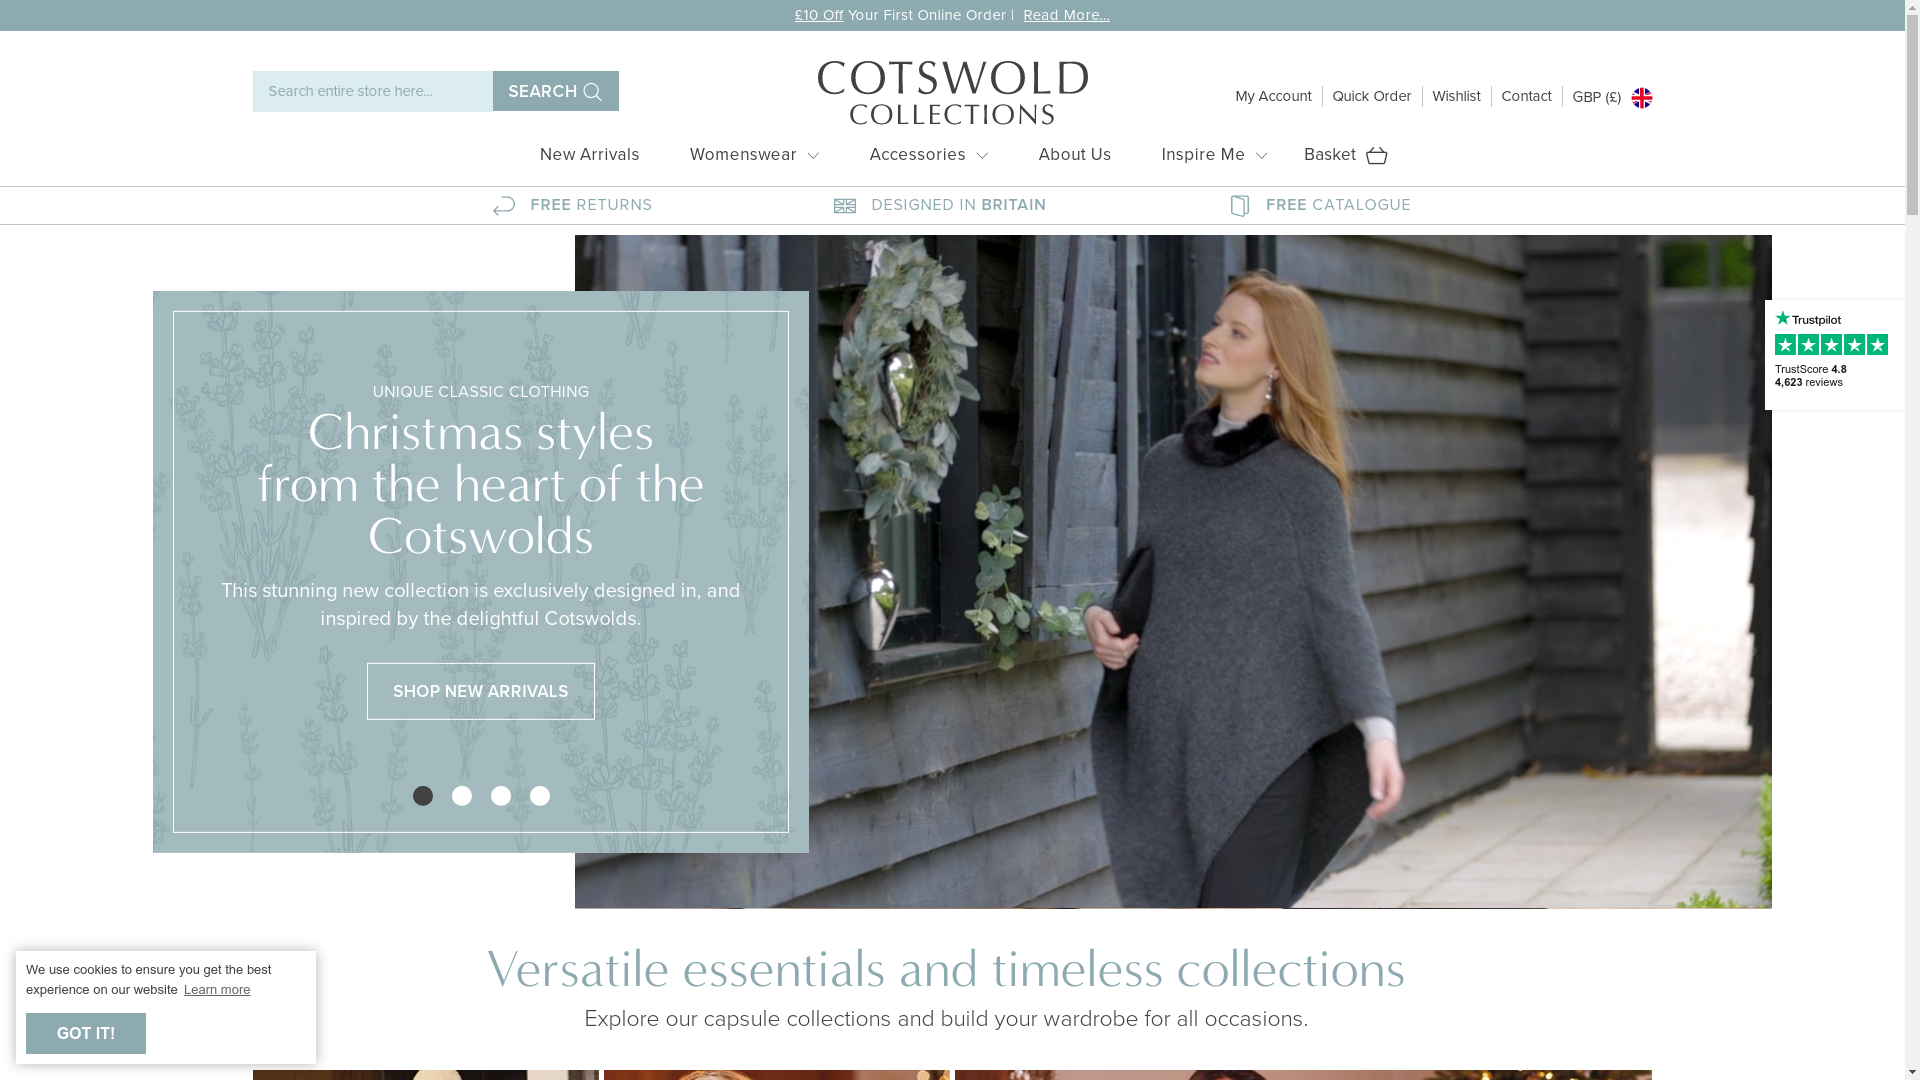 £10 Off Your First Online Order | Read More...
Search entire store here...
SEARCH
COTSWOLD
COLLECTIONS
My Account
Quick Order
Wishlist
Contact
GBP (£)
New Arrivals
Womenswear
Accessories
About Us
Inspire Me
Basket
FREE RETURNS
DESIGNED IN BRITAIN
FREE CATALOGUE
UNIQUE CLASSIC CLOTHING
Christmas styles
from the heart of the
Cotswolds
This stunning new collection is exclusively designed in, and
inspired by the delightful Cotswolds.
SHOP NEW ARRIVALS
Trustpilot
TrustScore 4.8
4,623 reviews
Versatile essentials and timeless collections
Explore our capsule collections and build your wardrobe for all occasions.
We use cookies to ensure you get the best
experience on our website Learn more
GOT IT!